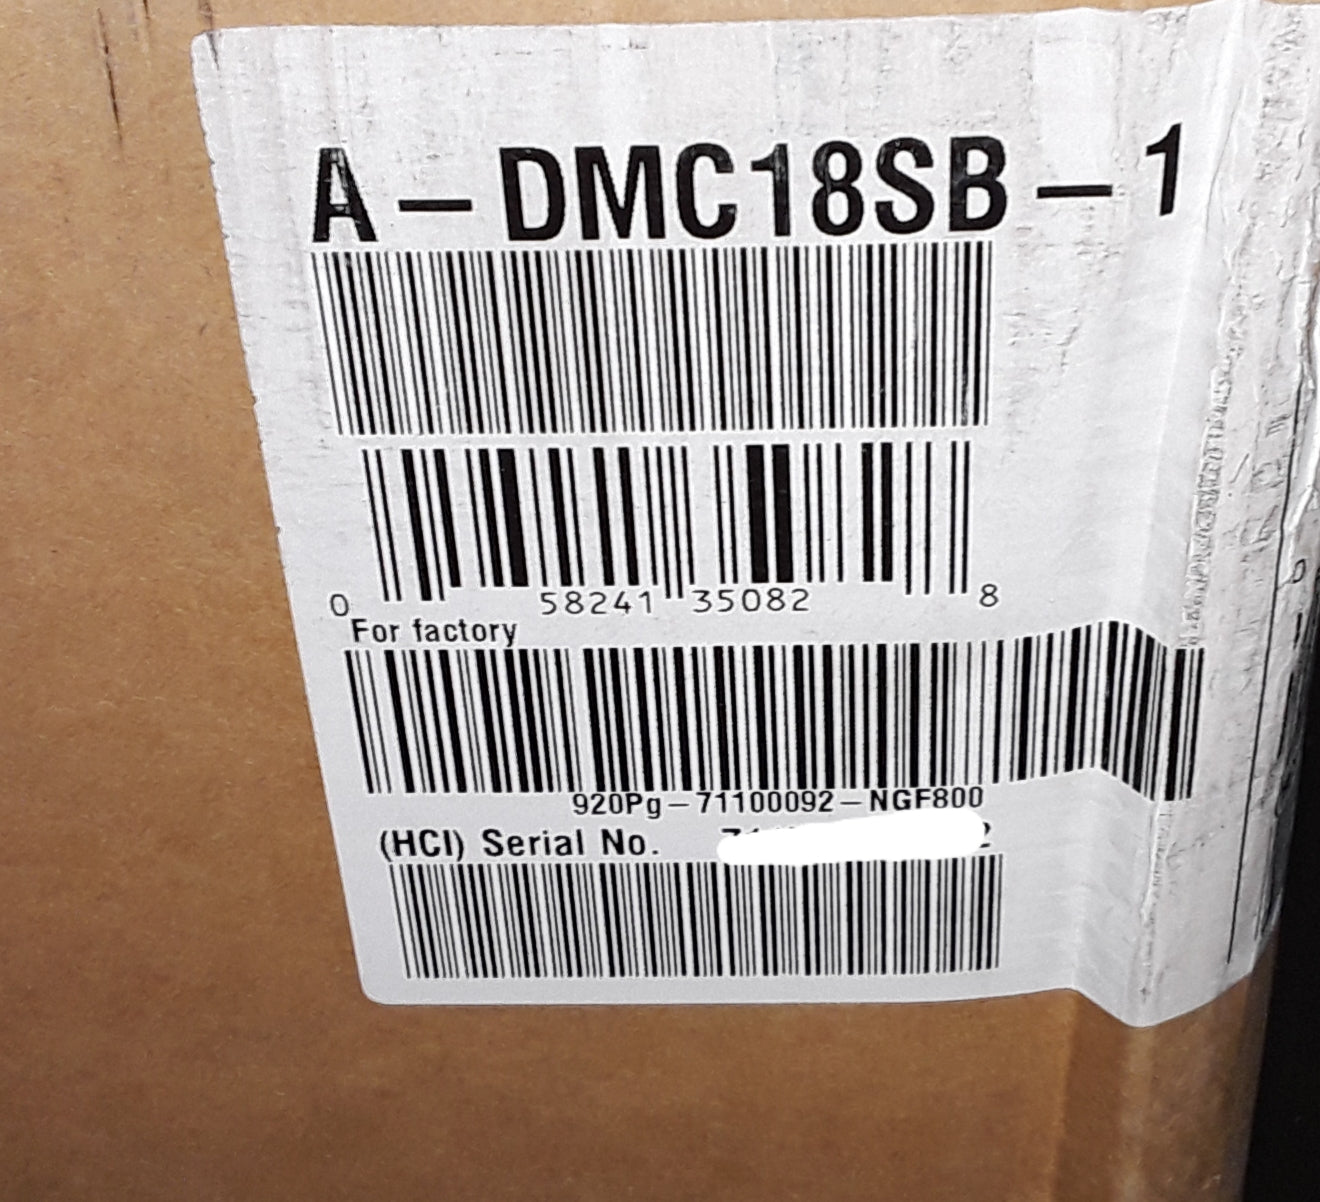 A-DMC18SB-1
0 58241 35082 8
For factory
920Pg-71100092-NGF800
(HCI) Serial No.